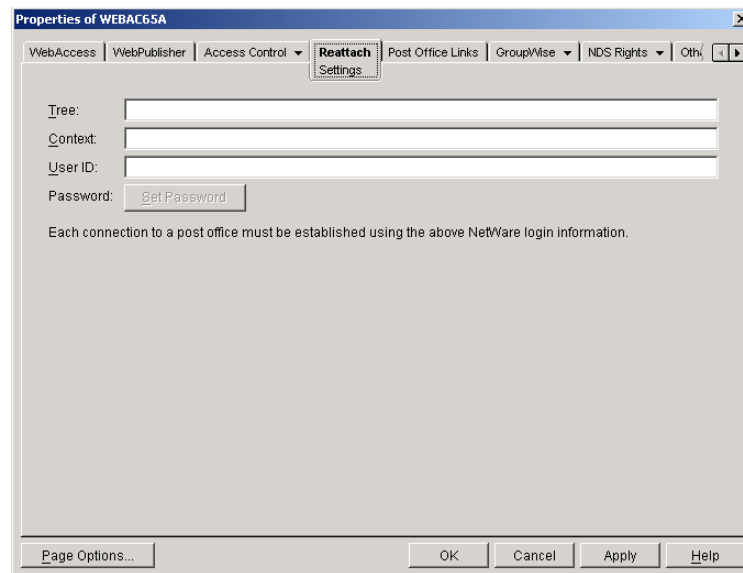 Properties of WEBAC65A
WebAccess WebPublisher Access Control Reattach Post Office Links GroupWise NDS Rights
Settings
Tree:
Context:
User ID:
Password: Set Password
Each connection to a post office must be established using the above NetWare login information.
Page Options... OK Cancel Apply Help